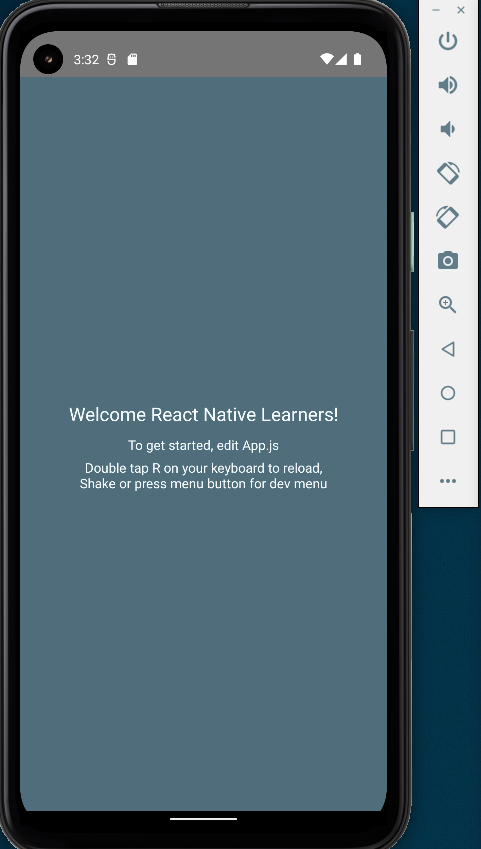 3:32
Welcome React Native Learners!
To get started, edit App.js
Double tap R on your keyboard to reload,
Shake or press menu button for dev menu